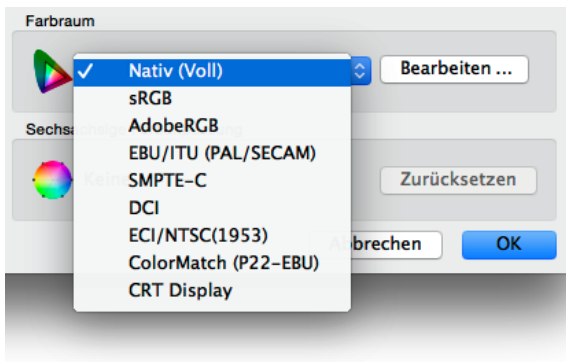 Farbraum
✓ Nativ (Voll)
Bearbeiten ...
sRGB
AdobeRGB
EBU/ITU (PAL/SECAM)
SMPTE-C
Zurücksetzen
DCI
ECI/NTSC(1953)
brechen
OK
ColorMatch (P22-EBU)
CRT Display